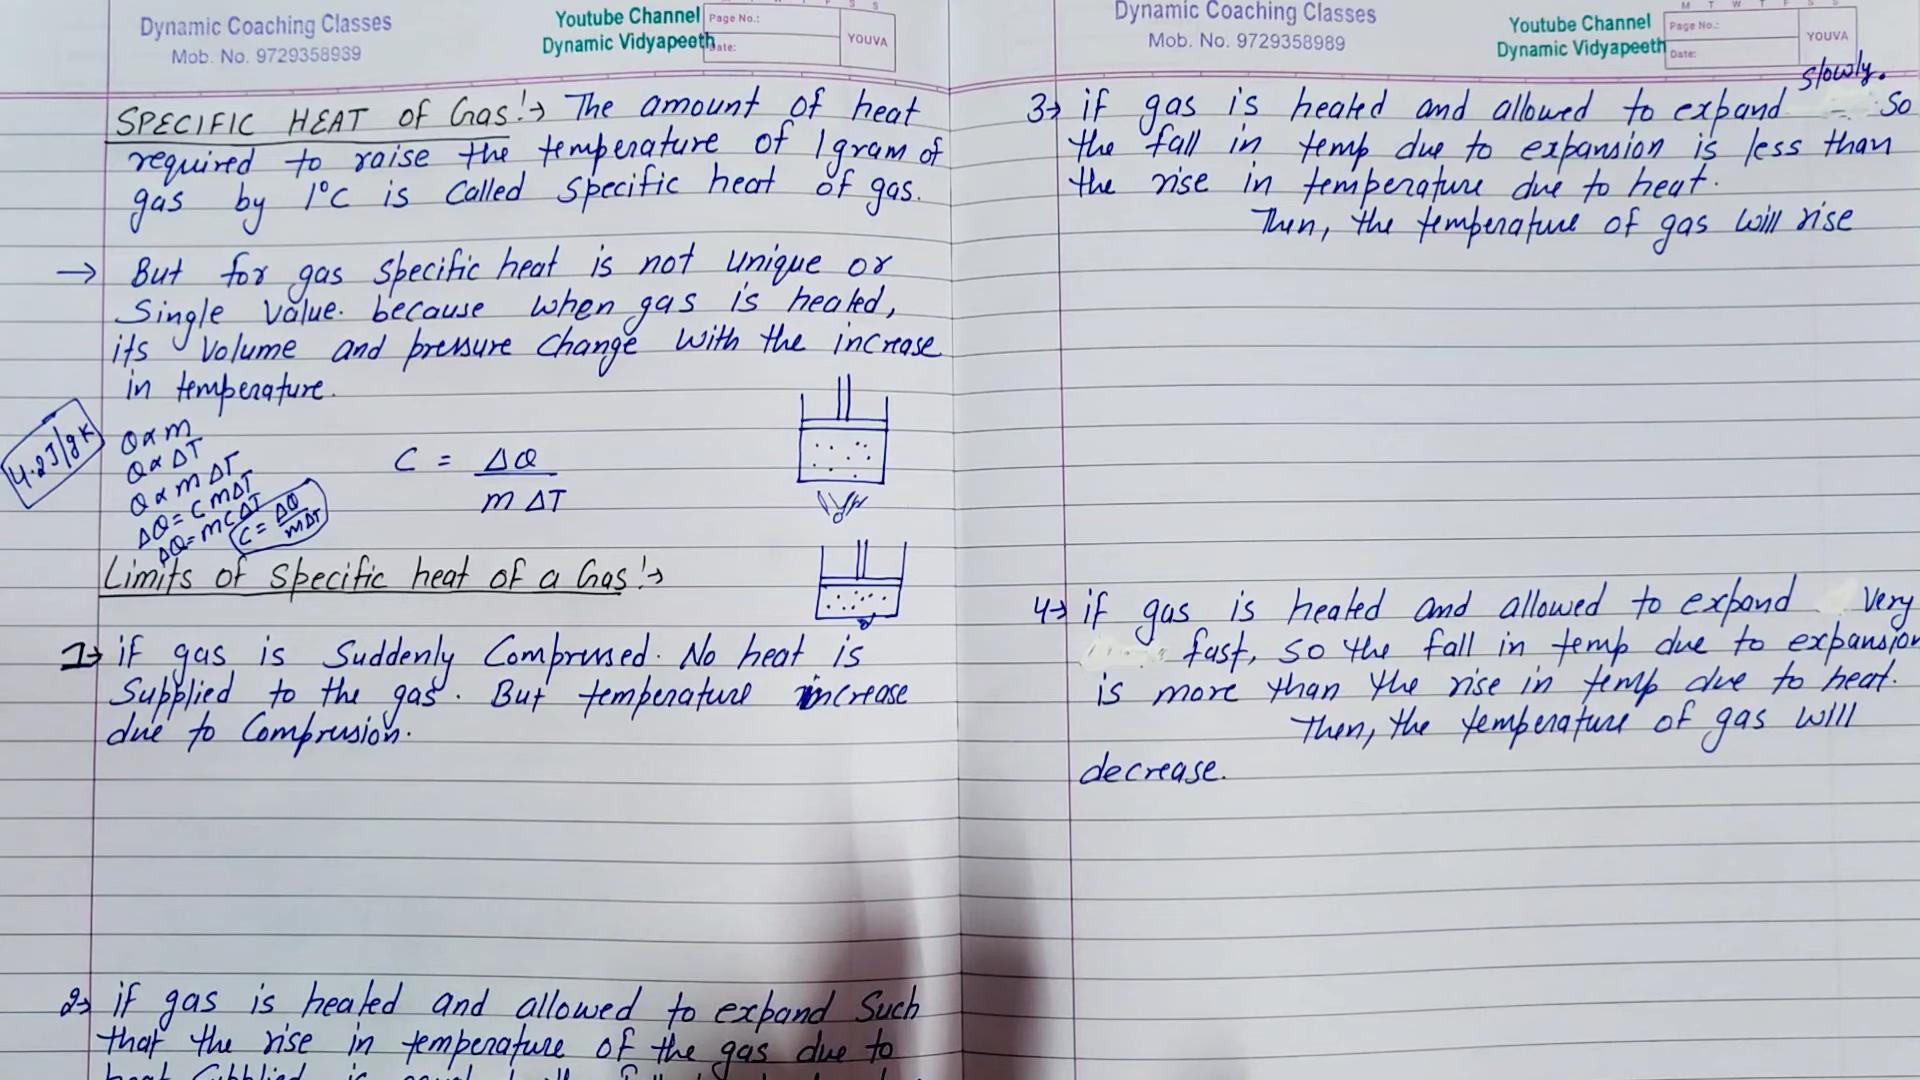 Dynamic Coaching Classes
Mob. No. 9729358939
Youtube Channel
Dynamic Vidyapeeth
Page No.:
Date:
YOUVA
SPECIFIC HEAT of Gas:→ The amount of heat
required to raise the temperature of 1gram of
gas by 1°C is Called Specific heat of gas.
→ But for gas Specific heat is not unique or
Single Value. because when gas is heated,
its Volume and pressure Change With the increase
in temperature.
4.2J/gK
Q∝m
Q∝ΔT
Q∝mΔT
ΔQ=CmΔT
ΔQ=mCΔT
C=ΔQ/mΔT
C = ΔQ
mΔT
Limits of Specific heat of a Gas:→
1→ if gas is Suddenly Compressed. No heat is
Supplied to the gas. But temperature increase
due to Compression.
2→ if gas is heated and allowed to expand Such
that the rise in temperature of the gas due to
Dynamic Coaching Classes
Mob. No. 9729358989
Youtube Channel
Dynamic Vidyapeeth
M T W T F S S
Page No.:
Date:
YOUVA
Slowly.
3→ if gas is heated and allowed to expand So
the fall in temp due to expansion is less than
the rise in temperature due to heat.
Then, the temperature of gas will rise
4→ if gas is heated and allowed to expand Very
fast, so the fall in temp due to expansion
is more than the rise in temp due to heat.
Then, the temperature of gas will
decrease.